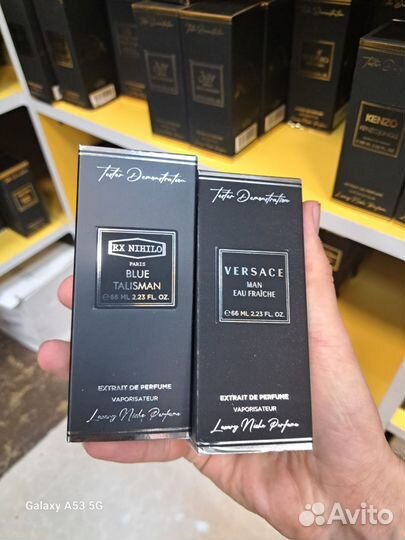 KENZO
Tester Demonstration
EX NIHILO
PARIS
BLUE
TALISMAN
℮ 66 ML 2.23 FL. OZ.
EXTRAIT DE PERFUME
VAPORISATEUR
Luxury Niche Perfume
Tester Demonstration
VERSACE
MAN
EAU FRAÎCHE
℮ 66 ML 2.23 FL. OZ.
EXTRAIT DE PERFUME
VAPORISATEUR
Luxury Niche Perfume
Galaxy A53 5G
Avito